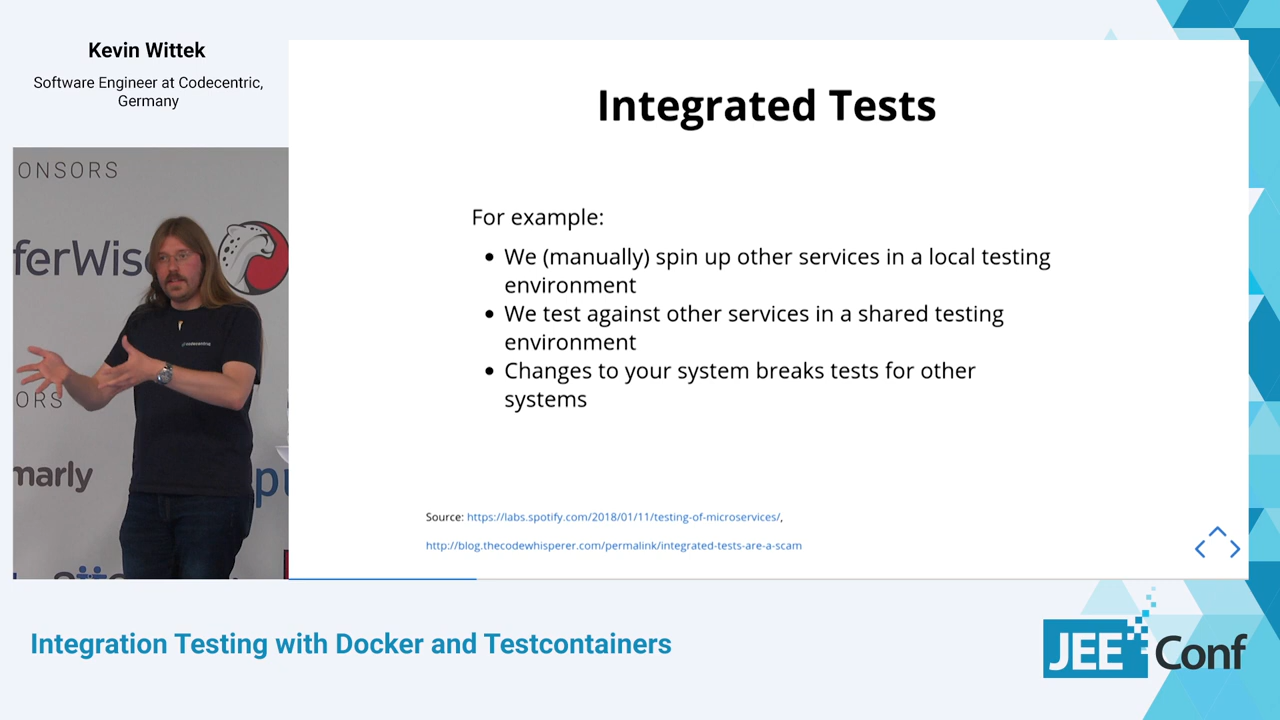 Kevin Wittek
Software Engineer at Codecentric,
Germany
ONSORS
ferWis
ORS
marly
Integrated Tests
For example:
We (manually) spin up other services in a local testing
environment
We test against other services in a shared testing
environment
Changes to your system breaks tests for other
systems
Source: https://labs.spotify.com/2018/01/11/testing-of-microservices/,
http://blog.thecodewhisperer.com/permalink/integrated-tests-are-a-scam
Integration Testing with Docker and Testcontainers
JEE Conf